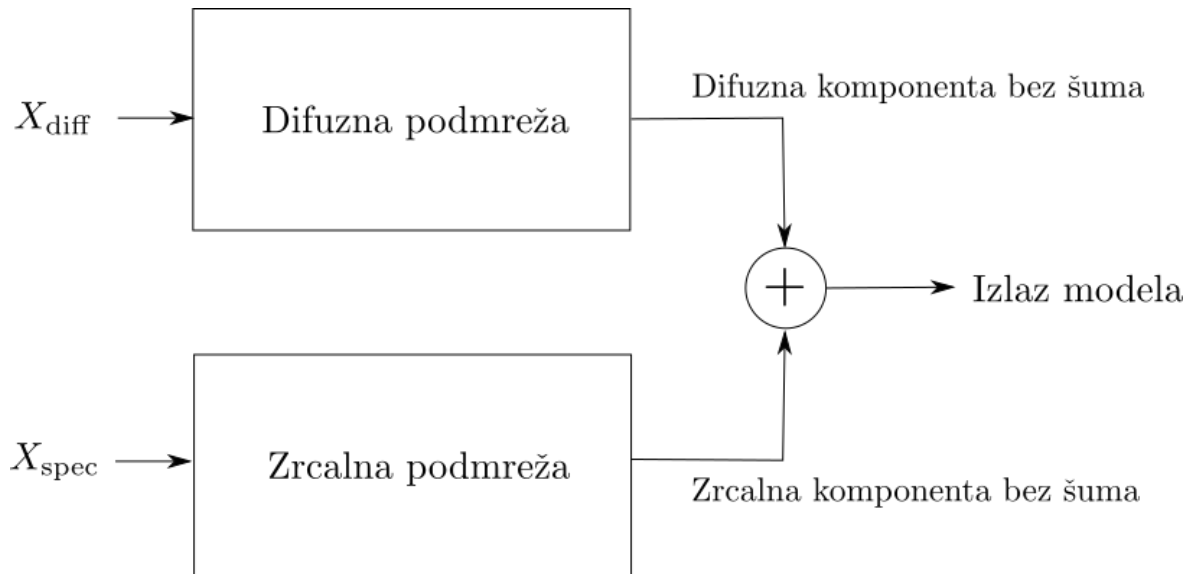 Difuzna komponenta bez šuma
X_diff
Difuzna podmreža
+
Izlaz modela
X_spec
Zrcalna podmreža
Zrcalna komponenta bez šuma